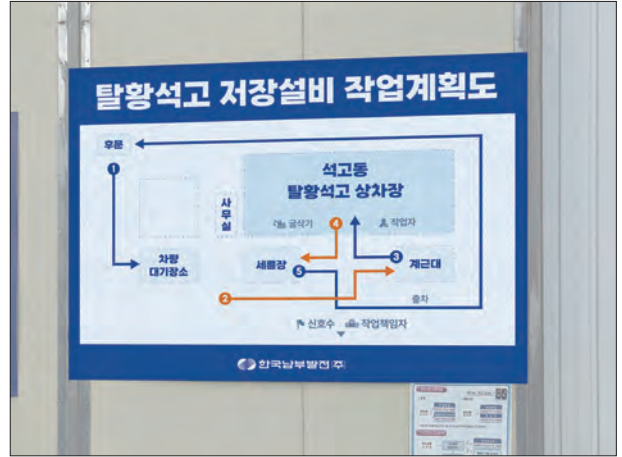 탈황석고 저장설비 작업계획도
후문
1
사무실
석고동
탈황석고 상차장
굴삭기
4
작업자
차량
대기장소
세륜장
5
3
계근대
2
출차
신호수
작업책임자
한국남부발전(주)